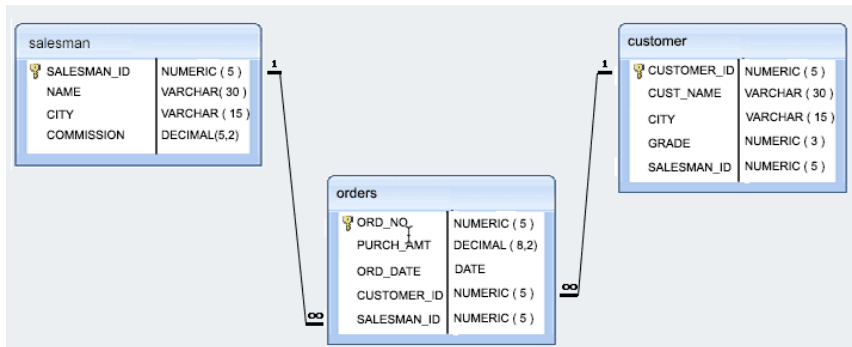 salesman
SALESMAN_ID NUMERIC ( 5 )
NAME VARCHAR( 30 )
CITY VARCHAR ( 15 )
COMMISSION DECIMAL(5,2)
1
∞
orders
ORD_NO NUMERIC ( 5 )
PURCH_AMT DECIMAL ( 8,2)
ORD_DATE DATE
CUSTOMER_ID NUMERIC ( 5 )
SALESMAN_ID NUMERIC ( 5 )
1
∞
customer
CUSTOMER_ID NUMERIC ( 5 )
CUST_NAME VARCHAR ( 30 )
CITY VARCHAR ( 15 )
GRADE NUMERIC ( 3 )
SALESMAN_ID NUMERIC ( 5 )